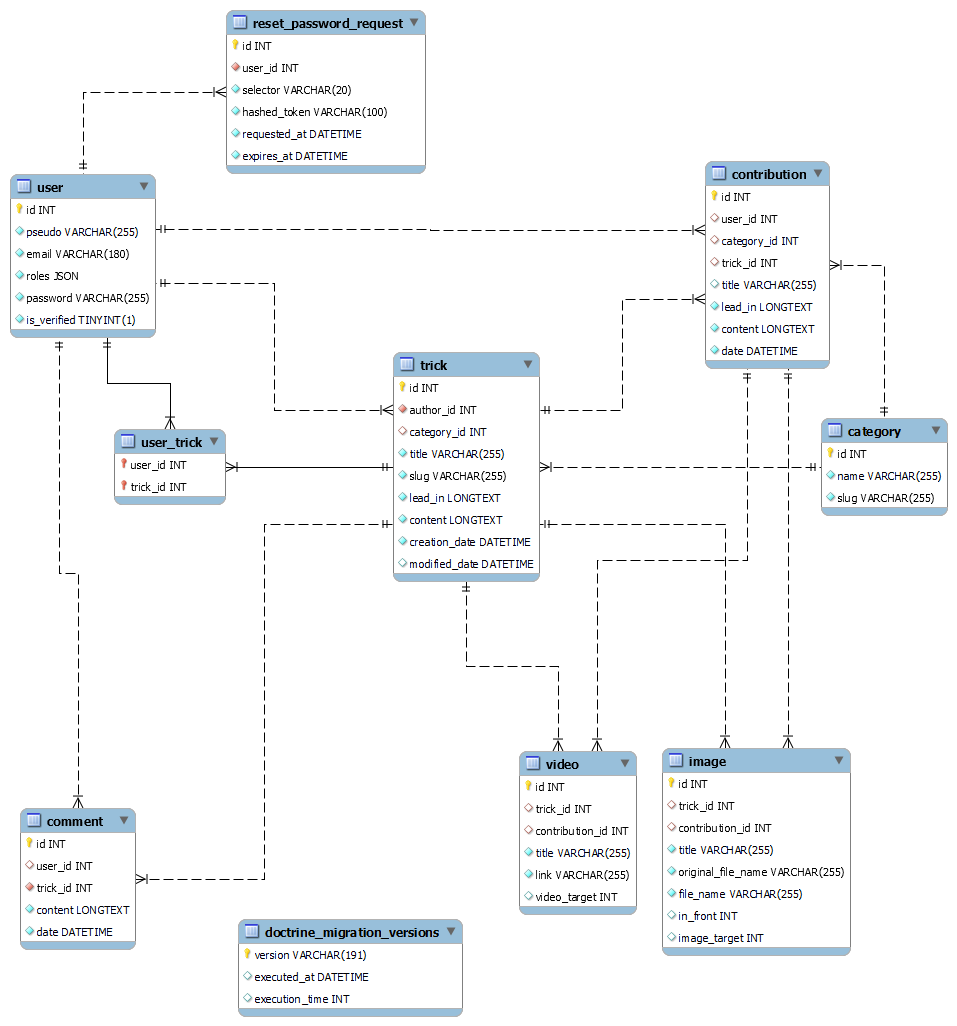 reset_password_request
id INT
user_id INT
selector VARCHAR(20)
hashed_token VARCHAR(100)
requested_at DATETIME
expires_at DATETIME
user
id INT
pseudo VARCHAR(255)
email VARCHAR(180)
roles JSON
password VARCHAR(255)
is_verified TINYINT(1)
contribution
id INT
user_id INT
category_id INT
trick_id INT
title VARCHAR(255)
lead_in LONGTEXT
content LONGTEXT
date DATETIME
trick
id INT
author_id INT
category_id INT
title VARCHAR(255)
slug VARCHAR(255)
lead_in LONGTEXT
content LONGTEXT
creation_date DATETIME
modified_date DATETIME
user_trick
user_id INT
trick_id INT
category
id INT
name VARCHAR(255)
slug VARCHAR(255)
video
id INT
trick_id INT
contribution_id INT
title VARCHAR(255)
link VARCHAR(255)
video_target INT
image
id INT
trick_id INT
contribution_id INT
title VARCHAR(255)
original_file_name VARCHAR(255)
file_name VARCHAR(255)
in_front INT
image_target INT
comment
id INT
user_id INT
trick_id INT
content LONGTEXT
date DATETIME
doctrine_migration_versions
version VARCHAR(191)
executed_at DATETIME
execution_time INT